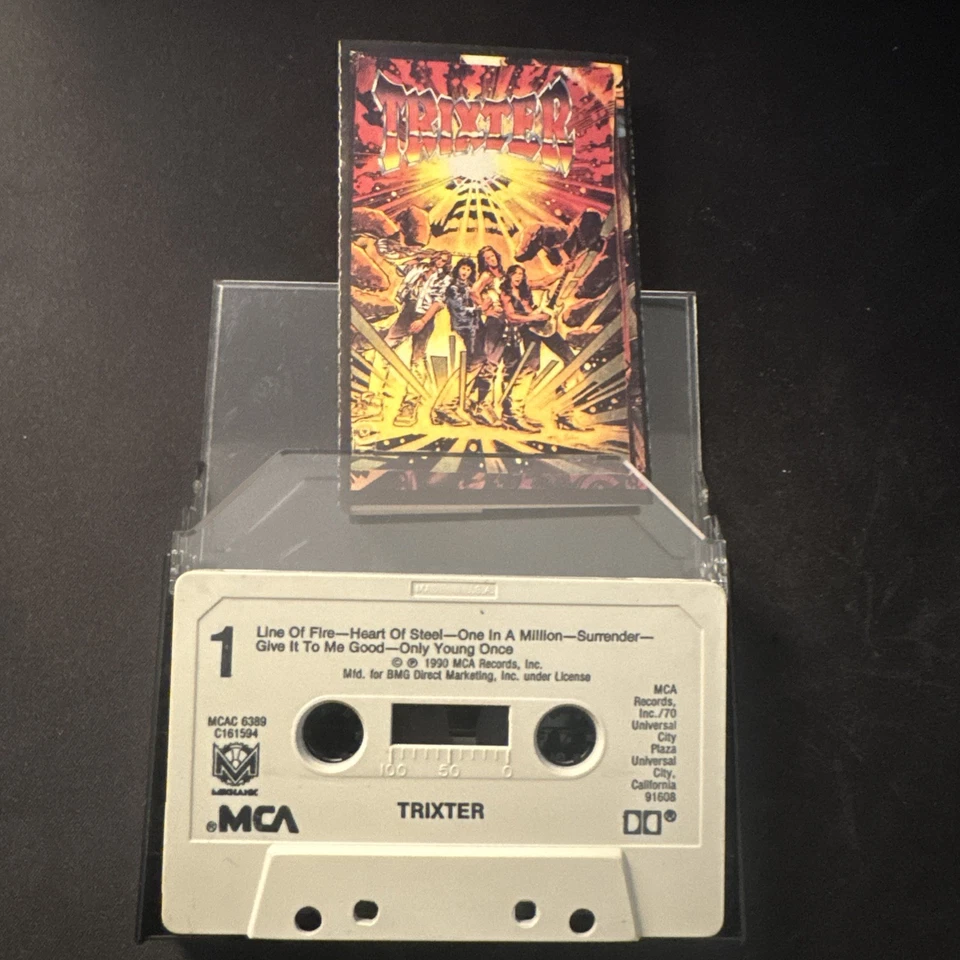 TRIXTER
1
Line Of Fire—Heart Of Steel—One In A Million—Surrender—
Give It To Me Good—Only Young Once
© ℗ 1990 MCA Records, Inc.
Mfd. for BMG Direct Marketing, Inc. under License
MCAC 6389
C161594
MECHANIC
®MCA
100 50 0
TRIXTER
MCA
Records,
Inc./70
Universal
City
Plaza
Universal
City,
California
91608
®